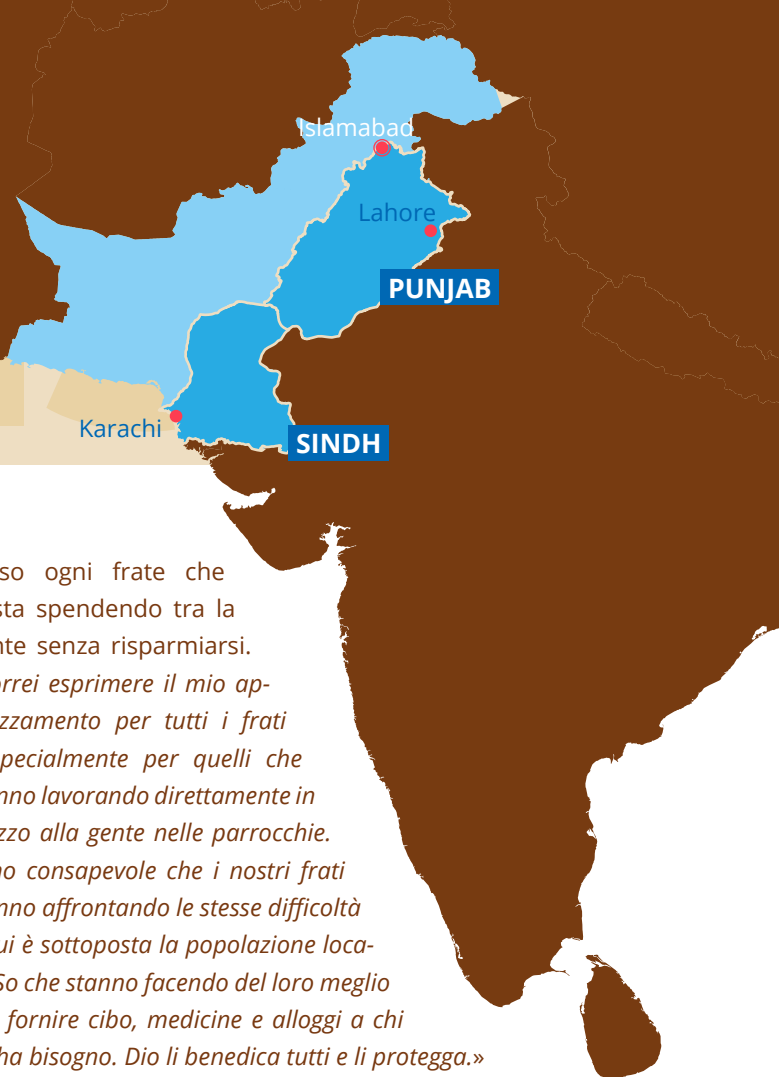 Islamabad
Lahore
PUNJAB
Karachi
SINDH
so ogni frate che
sta spendendo tra la
nte senza risparmiarsi.
orrei esprimere il mio ap-
zzamento per tutti i frati
specialmente per quelli che
nno lavorando direttamente in
zzo alla gente nelle parrocchie.
no consapevole che i nostri frati
nno affrontando le stesse difficoltà
ui è sottoposta la popolazione loca-
So che stanno facendo del loro meglio
fornire cibo, medicine e alloggi a chi
ha bisogno. Dio li benedica tutti e li protegga.»